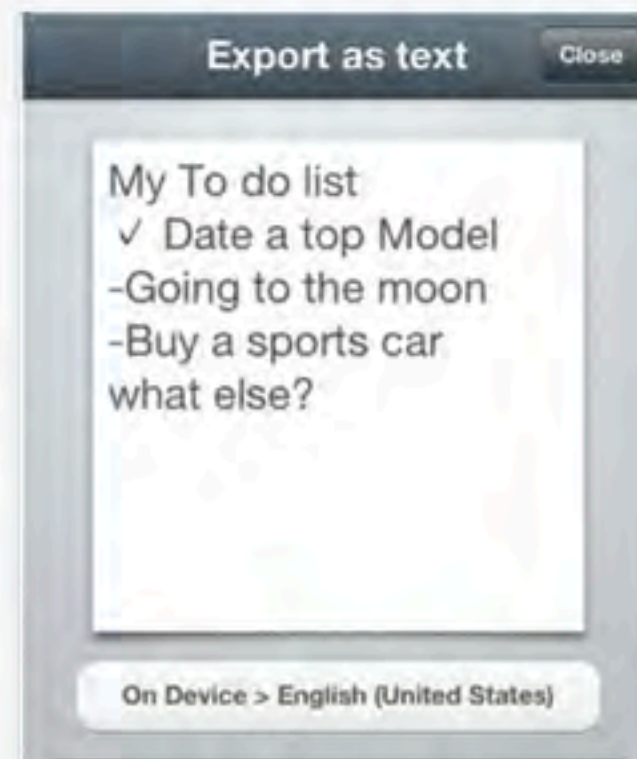 Export as text
Close
My To do list
✓ Date a top Model
-Going to the moon
-Buy a sports car
what else?
On Device > English (United States)